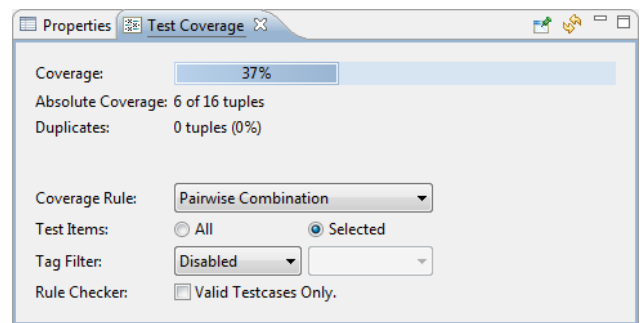 Properties Test Coverage
Coverage: 37%
Absolute Coverage: 6 of 16 tuples
Duplicates: 0 tuples (0%)
Coverage Rule: Pairwise Combination
Test Items: All Selected
Tag Filter: Disabled
Rule Checker: Valid Testcases Only.